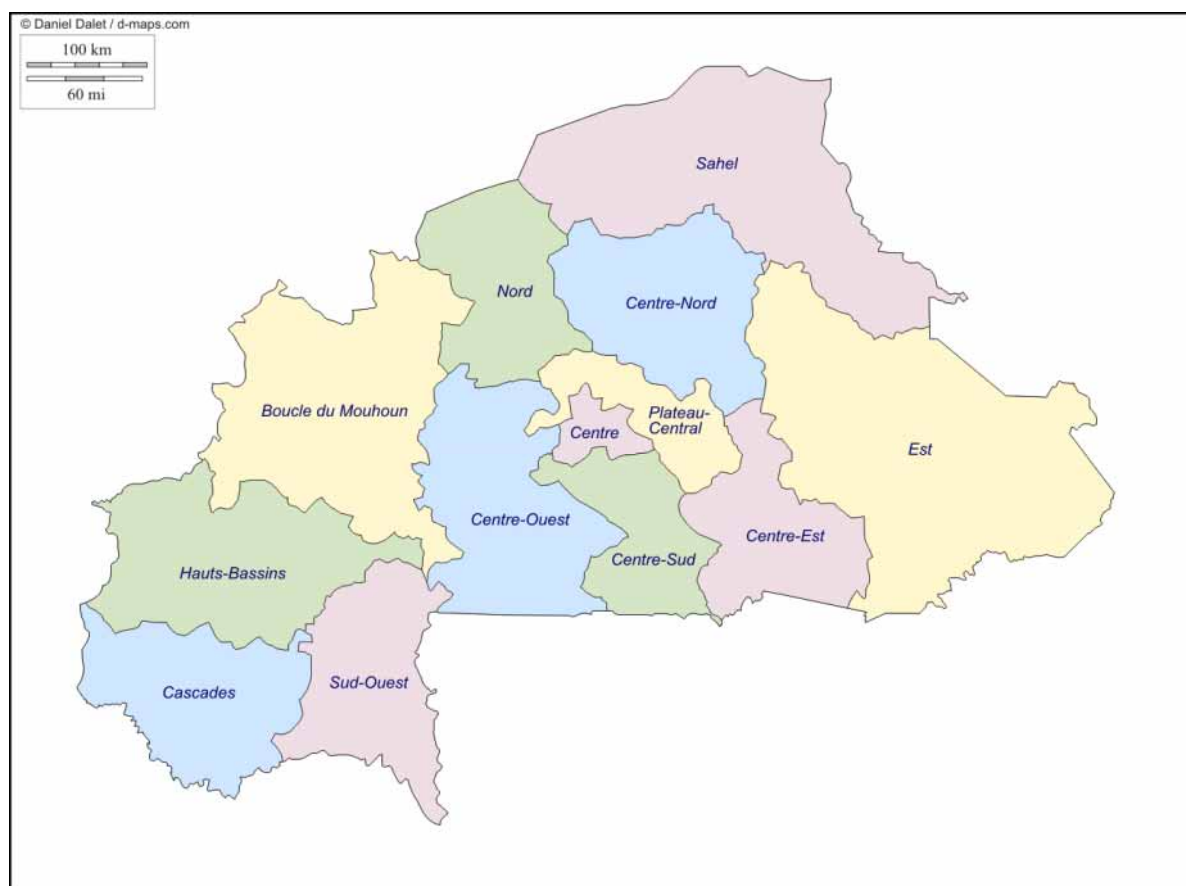 © Daniel Dalet / d-maps.com
100 km
60 mi
Sahel
Nord
Centre-Nord
Boucle du Mouhoun
Plateau-
Central
Centre
Est
Centre-Ouest
Centre-Est
Centre-Sud
Hauts-Bassins
Sud-Ouest
Cascades